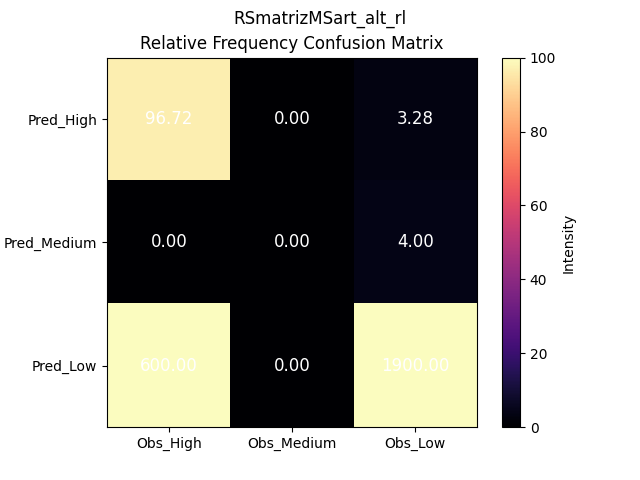 RSmatrizMSart_alt_rl
Relative Frequency Confusion Matrix
100
Pred_High 96.72 0.00 3.28
80
60
Pred_Medium 0.00 0.00 4.00
Intensity
40
Pred_Low 600.00 0.00 1900.00
20
0
Obs_High Obs_Medium Obs_Low